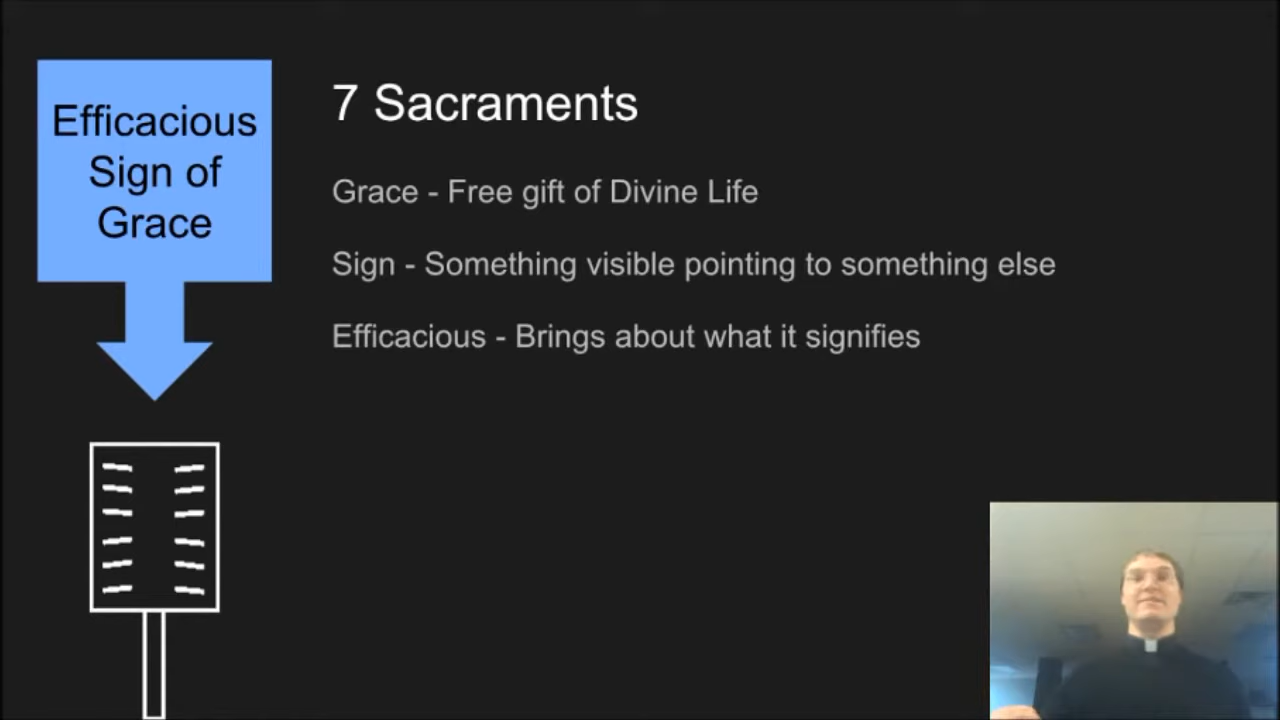 Efficacious
Sign of
Grace
7 Sacraments
Grace - Free gift of Divine Life
Sign - Something visible pointing to something else
Efficacious - Brings about what it signifies